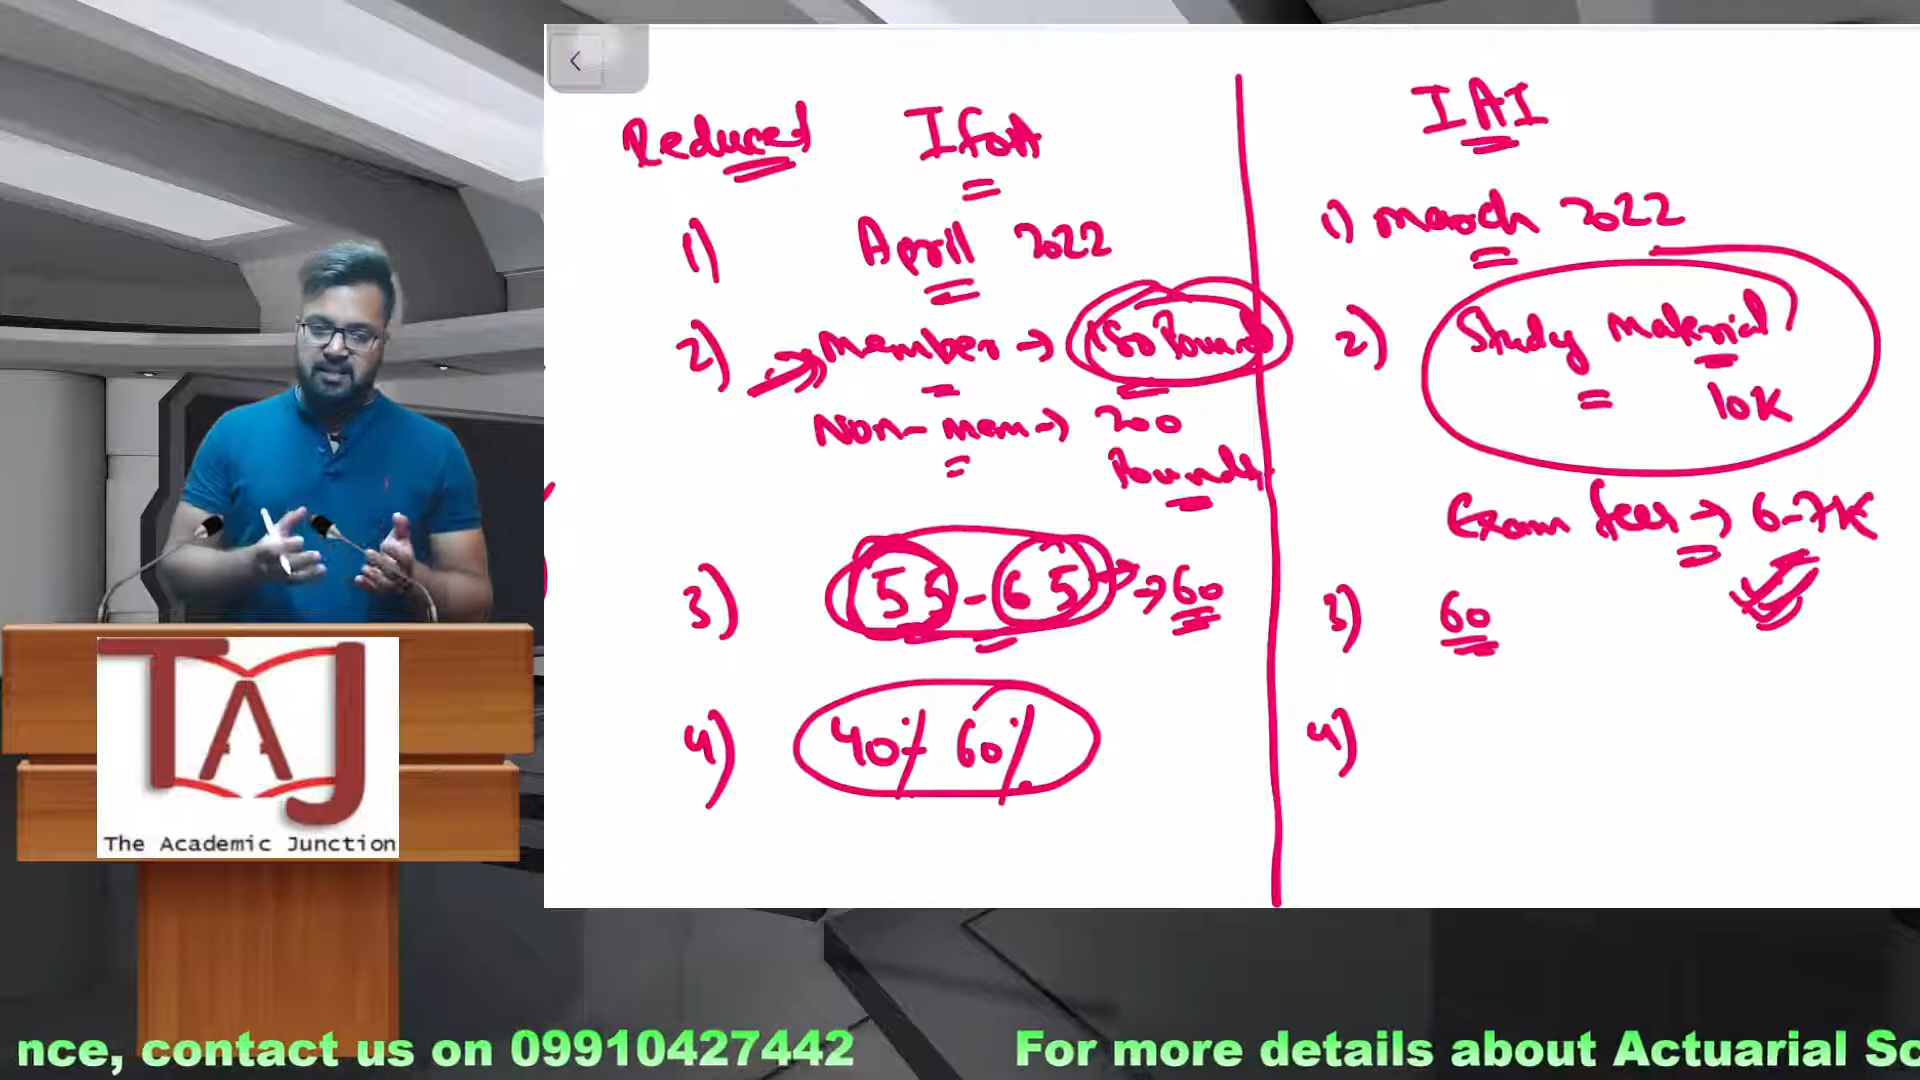 Reduced IFoA
1) April 2022
2) Member → 150 Pounds
Non-mem → 200
Pounds
3) 55 - 65 → 60
4) 40% 60%
IAI
1) March 2022
2) Study Material
10K
Exam fees → 6-7K
3) 60
4)
TAJ
The Academic Junction
nce, contact us on 09910427442 For more details about Actuarial Sc